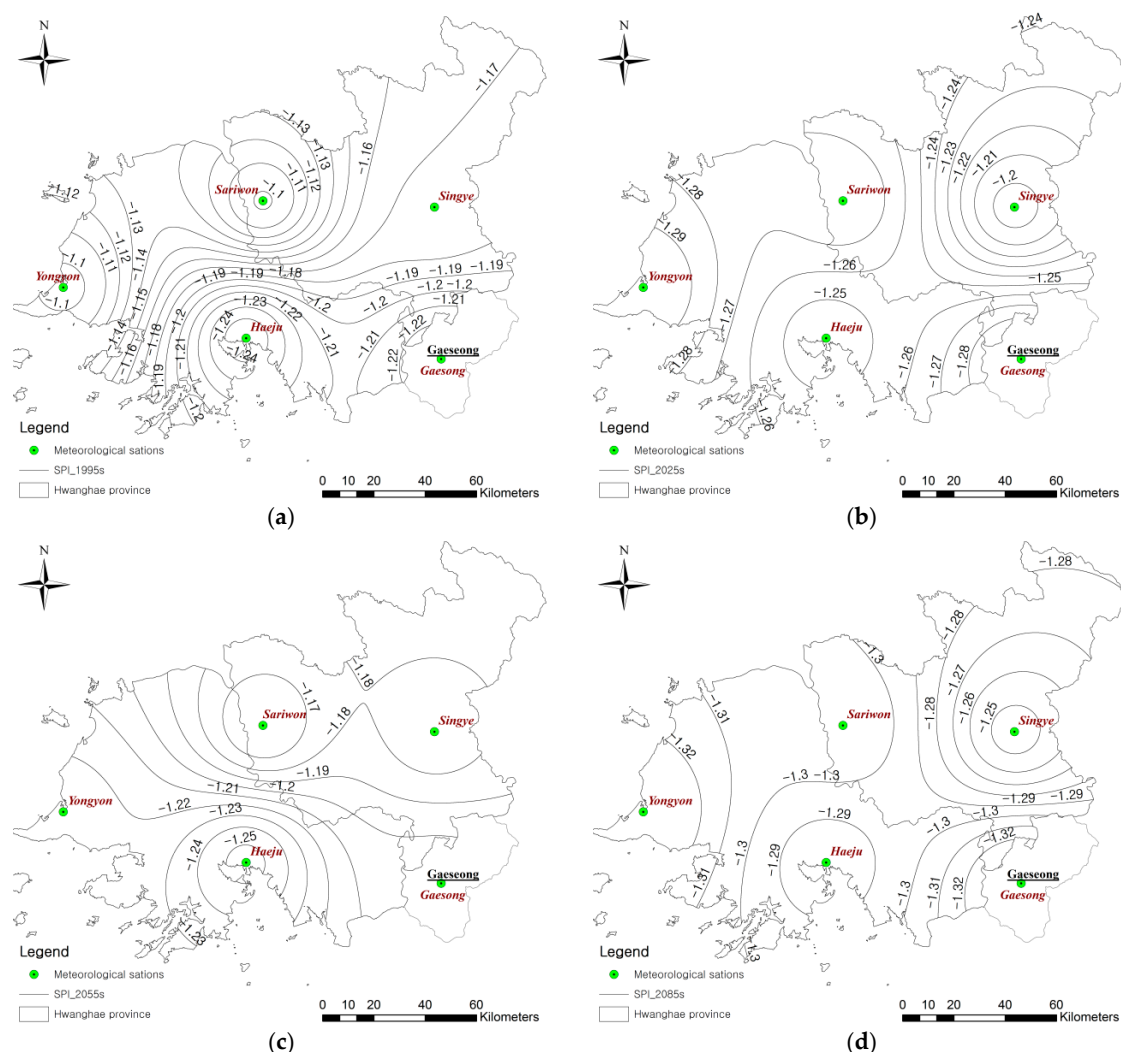 N
-1.17
-1.13
-1.13
-1.16
-1.12
-1.11
-1.1
Sariwon
Singye
-1.12
-1.13
-1.12
-1.11
-1.14
-1.1
Yongyon
-1.1
-1.15
-1.14
-1.16
-1.18
-1.19
-1.19 -1.19 -1.18
-1.19 -1.19 -1.19
-1.2 -1.2 -1.2 -1.2
-1.21
-1.2
-1.21
-1.23
-1.22
-1.24
Haeju
-1.24
-1.21
-1.21
-1.22
-1.22
Gaeseong
Gaesong
-1.2
Legend
Meteorological sations
SPI_1995s
Hwanghae province
0 10 20 40 60
Kilometers
(a)
N
-1.24
-1.24
-1.24
-1.23
-1.22
-1.21
-1.2
Sariwon
Singye
-1.28
-1.29
Yongyon
-1.26
-1.25
-1.25
-1.27
-1.28
Haeju
-1.26
-1.27
-1.28
Gaeseong
Gaesong
-1.26
Legend
Meteorological sations
SPI_2025s
Hwanghae province
0 10 20 40 60
Kilometers
(b)
N
-1.18
-1.17
-1.18
Sariwon
Singye
-1.19
-1.2
-1.21
-1.22
-1.23
Yongyon
-1.24
-1.25
Haeju
Gaeseong
Gaesong
-1.23
Legend
Meteorological sations
SPI_2055s
Hwanghae province
0 10 20 40 60
Kilometers
(c)
N
-1.28
-1.28
-1.3
-1.27
-1.28
-1.26
-1.25
Sariwon
Singye
-1.31
-1.32
Yongyon
-1.3 -1.3
-1.29 -1.29
-1.3 -1.3
-1.29
-1.32
-1.3
-1.29
-1.31
Haeju
-1.3
-1.31
-1.32
Gaeseong
Gaesong
-1.3
Legend
Meteorological sations
SPI_2085s
Hwanghae province
0 10 20 40 60
Kilometers
(d)